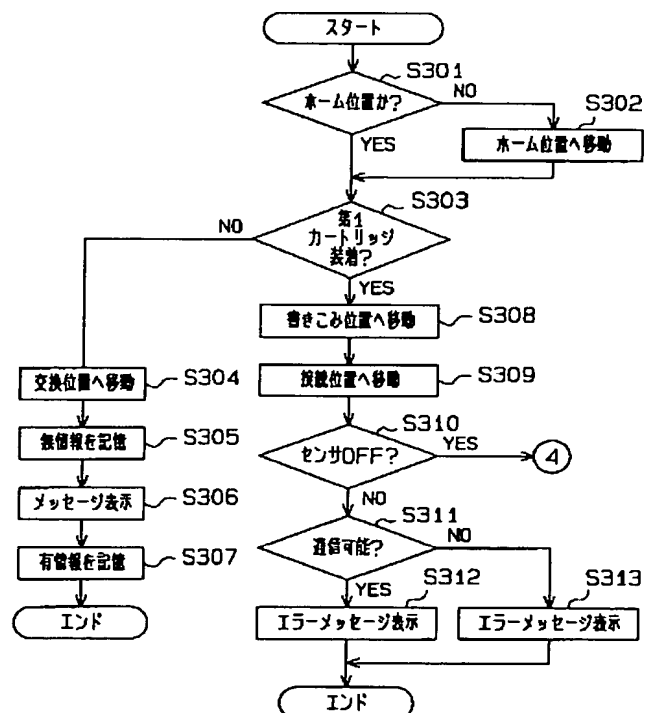 スタート
S301
ホーム位置か?
NO
S302
ホーム位置へ移動
YES
S303
第1
カートリッジ
装着?
NO
YES
書きこみ位置へ移動
S308
交換位置へ移動
S304
接続位置へ移動
S309
無情報を記憶
S305
S310
センサOFF?
YES
4
NO
メッセージ表示
S306
S311
通信可能?
NO
有情報を記憶
S307
YES
S312
S313
エンド
エラーメッセージ表示
エラーメッセージ表示
エンド